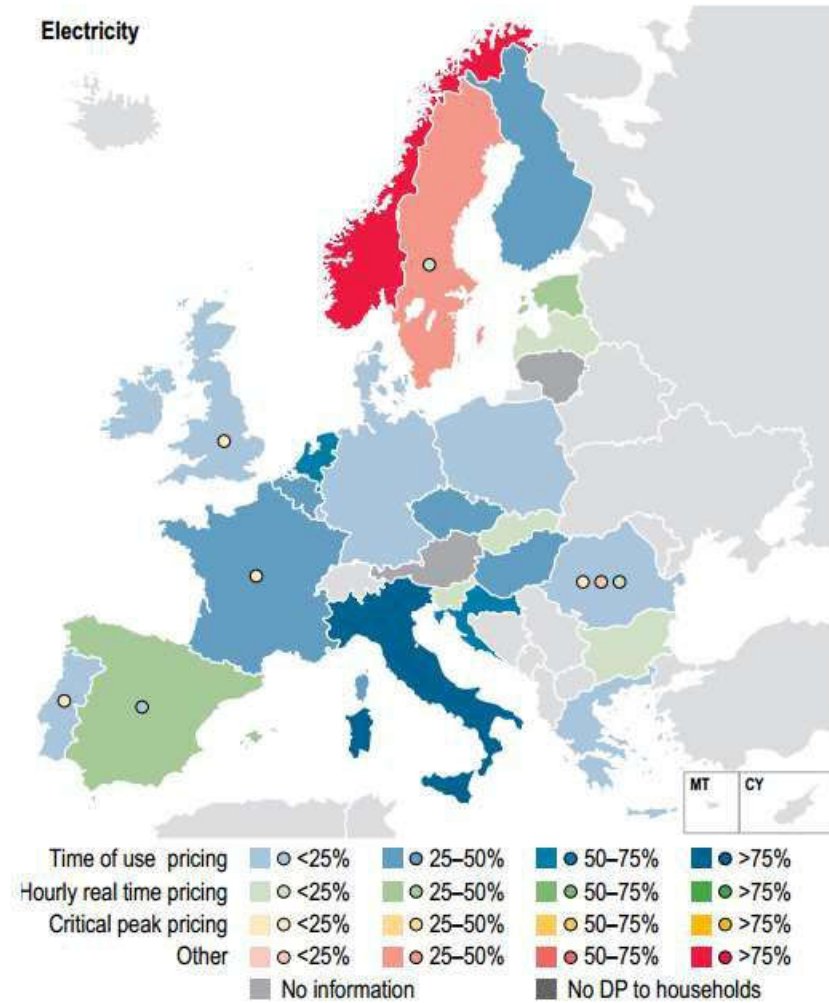 Electricity
MT CY
Time of use pricing <25% 25–50% 50–75% >75%
Hourly real time pricing <25% 25–50% 50–75% >75%
Critical peak pricing <25% 25–50% 50–75% >75%
Other <25% 25–50% 50–75% >75%
No information No DP to households